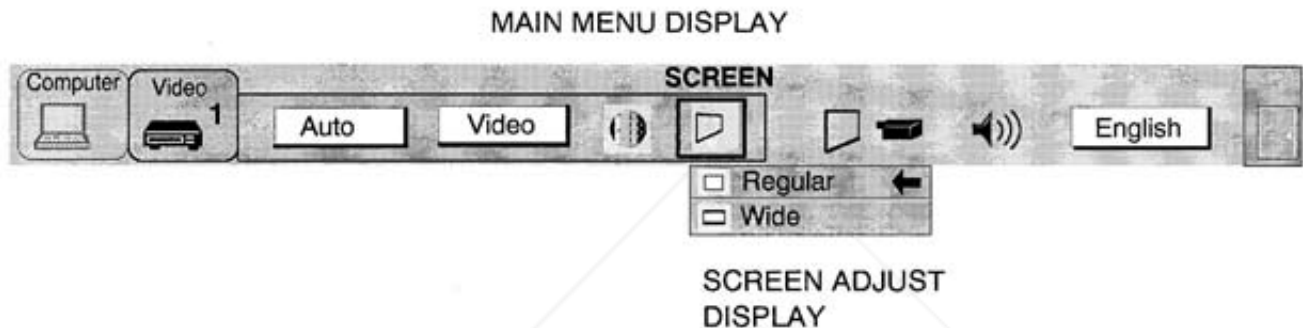 MAIN MENU DISPLAY
SCREEN
Computer
Video
1
Auto
Video
English
Regular
Wide
SCREEN ADJUST
DISPLAY